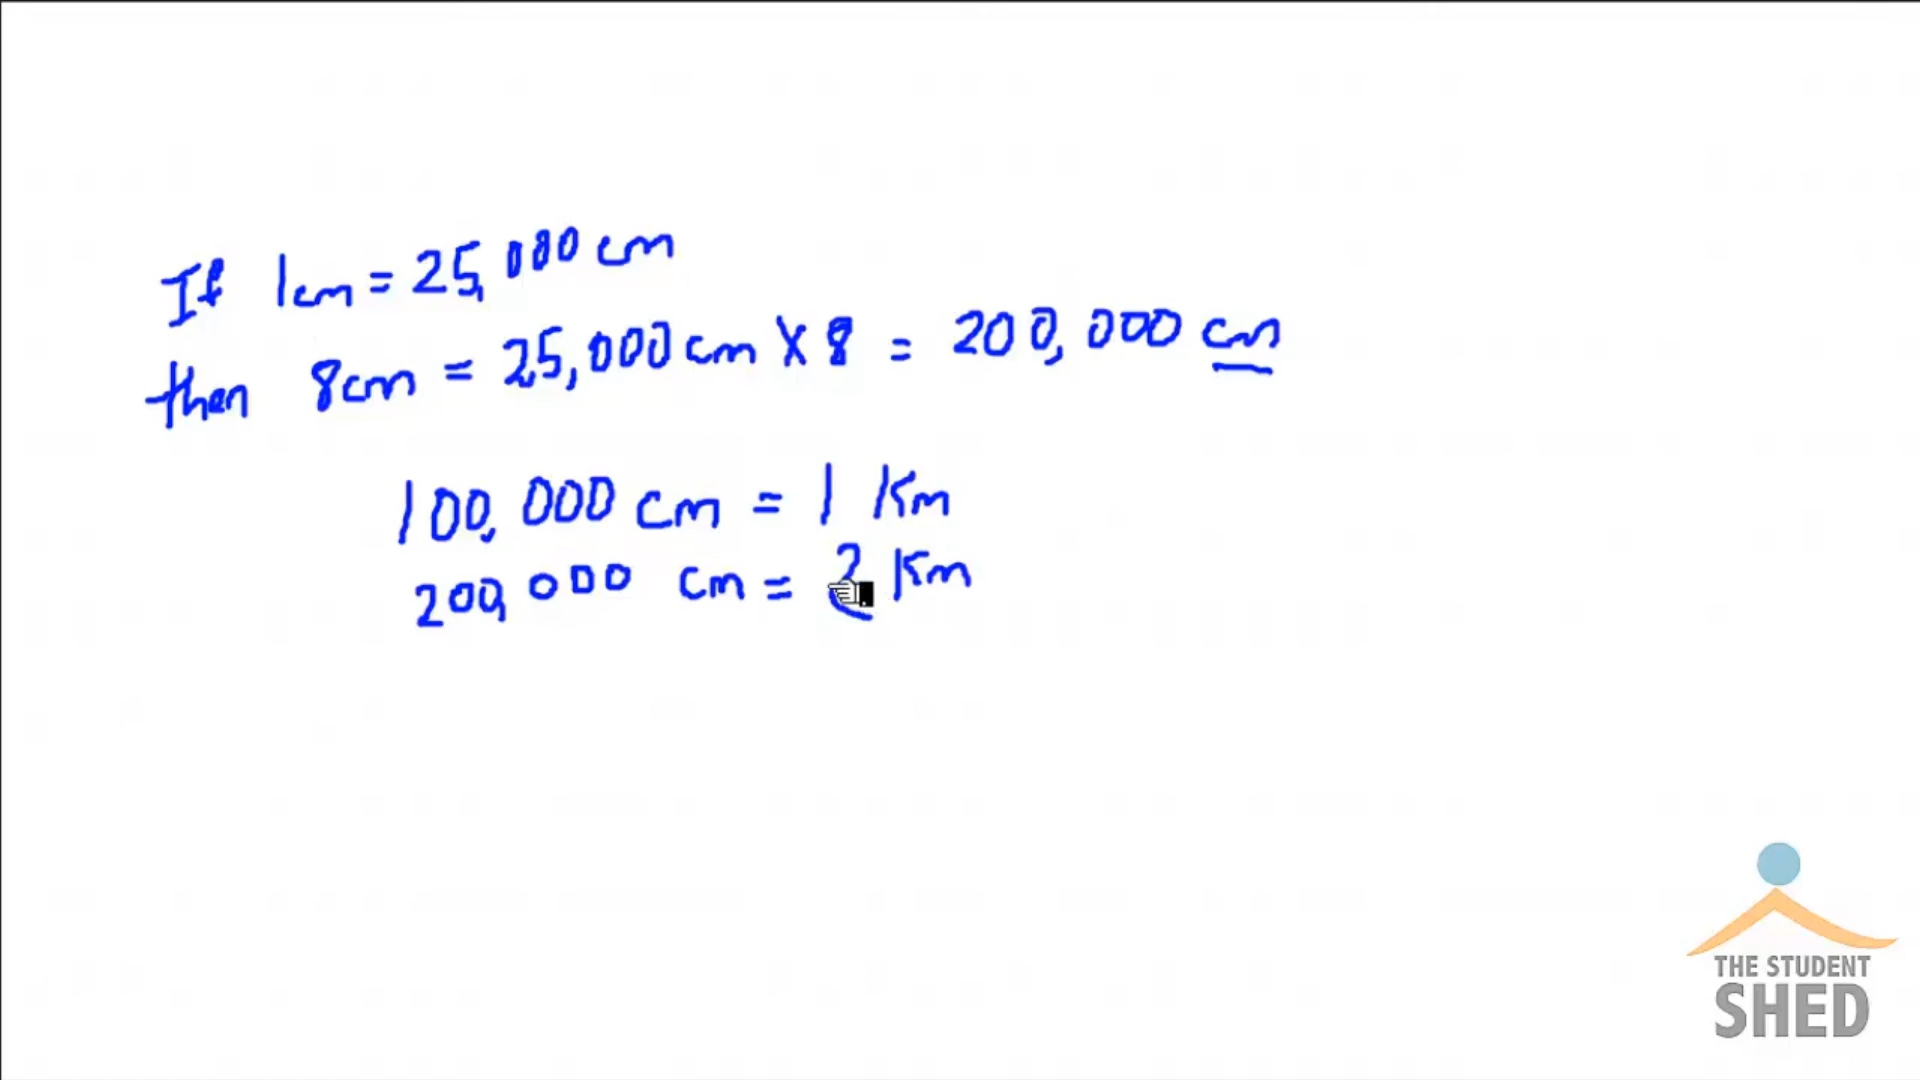 If 1cm = 25,000 cm
then 8cm = 25,000 cm X 8 = 200,000 cm
100,000 cm = 1 Km
200,000 cm = 2 Km
THE STUDENT
SHED